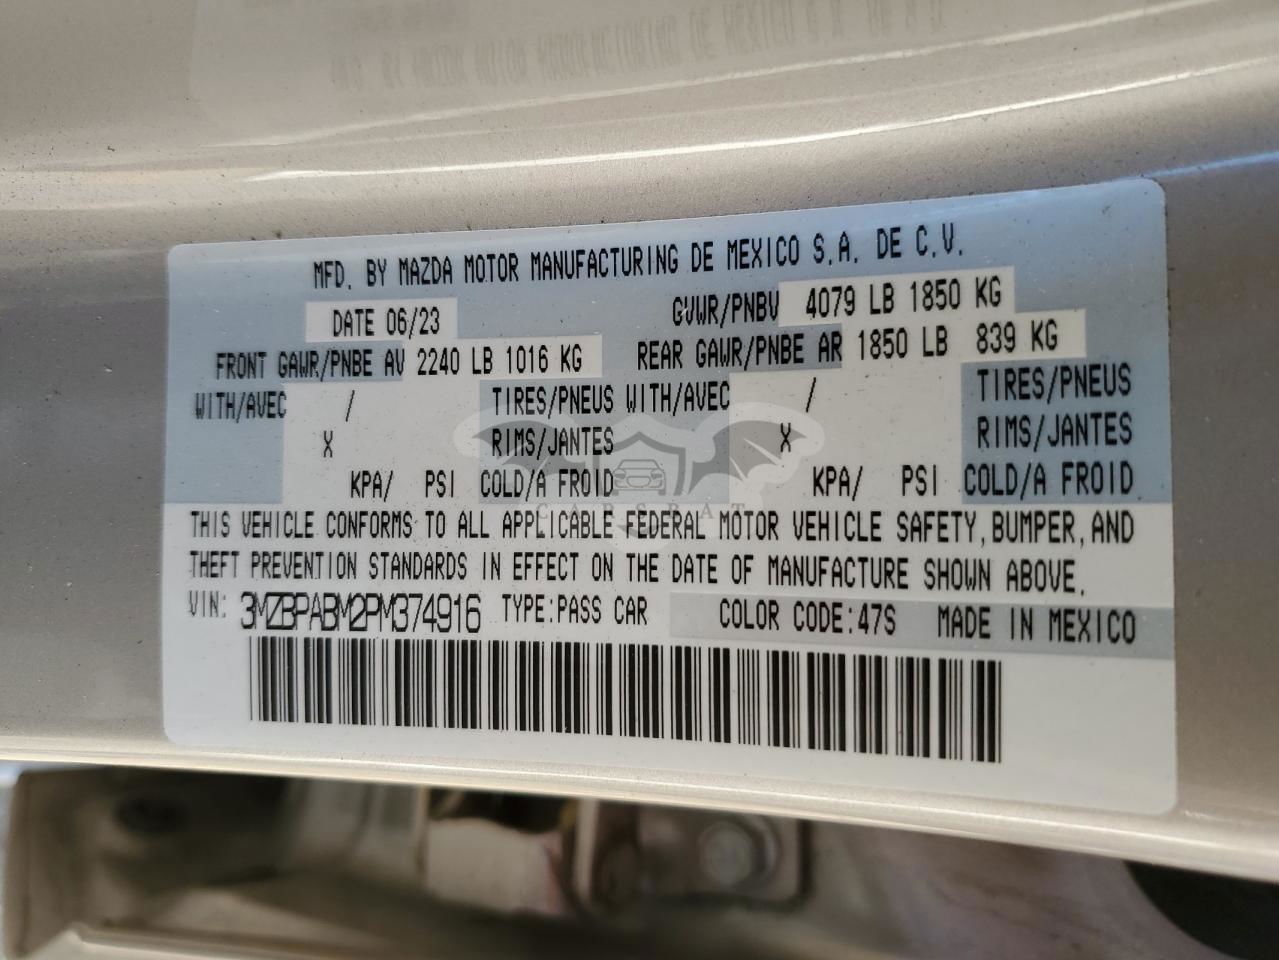 MFD. BY MAZDA MOTOR MANUFACTURING DE MEXICO S.A. DE C.V.
DATE 06/23 GVWR/PNBV 4079 LB 1850 KG
FRONT GAWR/PNBE AV 2240 LB 1016 KG REAR GAWR/PNBE AR 1850 LB 839 KG
WITH/AVEC / TIRES/PNEUS WITH/AVEC / TIRES/PNEUS
X RIMS/JANTES X RIMS/JANTES
KPA/ PSI COLD/A FROID KPA/ PSI COLD/A FROID
CARSBAT
THIS VEHICLE CONFORMS TO ALL APPLICABLE FEDERAL MOTOR VEHICLE SAFETY, BUMPER, AND
THEFT PREVENTION STANDARDS IN EFFECT ON THE DATE OF MANUFACTURE SHOWN ABOVE.
VIN: 3MZBPABM2PM374916 TYPE:PASS CAR COLOR CODE:47S MADE IN MEXICO